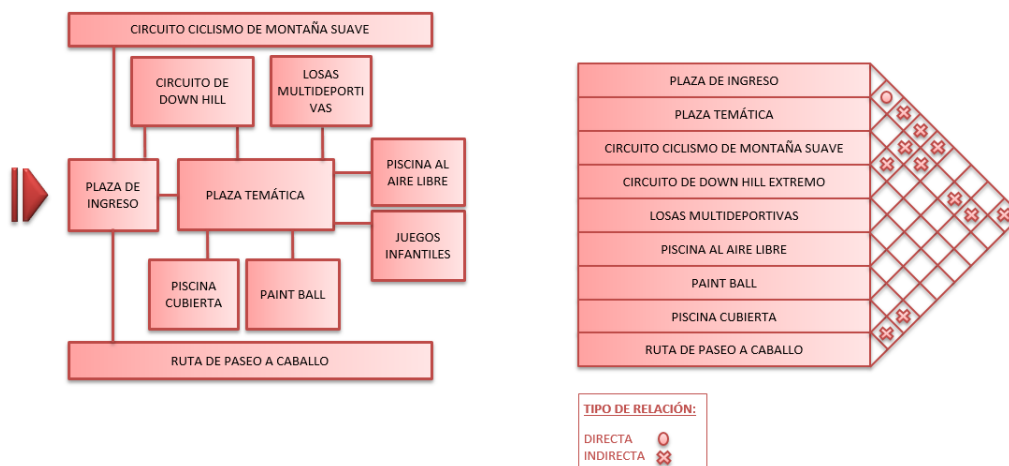 CIRCUITO CICLISMO DE MONTAÑA SUAVE
CIRCUITO DE
DOWN HILL
LOSAS
MULTIDEPORTI
VAS
PLAZA DE
INGRESO
PLAZA TEMÁTICA
PISCINA AL
AIRE LIBRE
JUEGOS
INFANTILES
PISCINA
CUBIERTA
PAINT BALL
RUTA DE PASEO A CABALLO
PLAZA DE INGRESO
PLAZA TEMÁTICA
CIRCUITO CICLISMO DE MONTAÑA SUAVE
CIRCUITO DE DOWN HILL EXTREMO
LOSAS MULTIDEPORTIVAS
PISCINA AL AIRE LIBRE
PAINT BALL
PISCINA CUBIERTA
RUTA DE PASEO A CABALLO
TIPO DE RELACIÓN:
DIRECTA
INDIRECTA